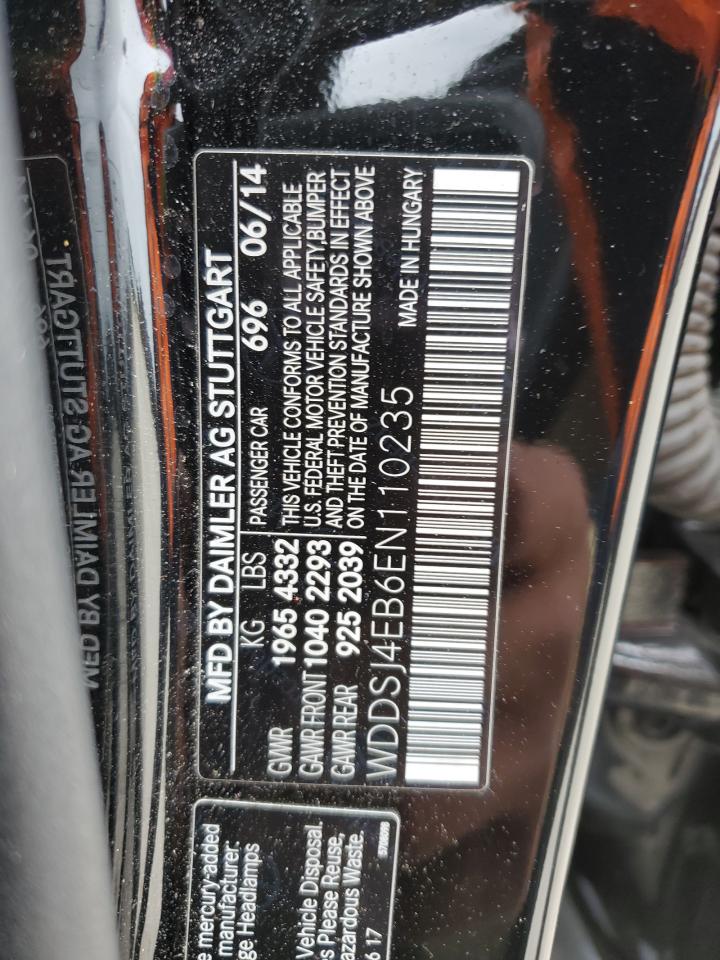 MFD BY DAIMLER AG STUTTGART
KG LBS 696 06/14
GWR 1965 4332 PASSENGER CAR
GAWR FRONT 1040 2293 THIS VEHICLE CONFORMS TO ALL APPLICABLE
GAWR REAR 925 2039 U.S. FEDERAL MOTOR VEHICLE SAFETY, BUMPER
AND THEFT PREVENTION STANDARDS IN EFFECT
ON THE DATE OF MANUFACTURE SHOWN ABOVE
WDDSJ4EB6EN110235 MADE IN HUNGARY
e mercury-added
manufacturer:
ge. Headlamps
Vehicle Disposal.
s Please Reuse,
azardous Waste.
6 17
MFD BY DAIMLER AG STUTTGART